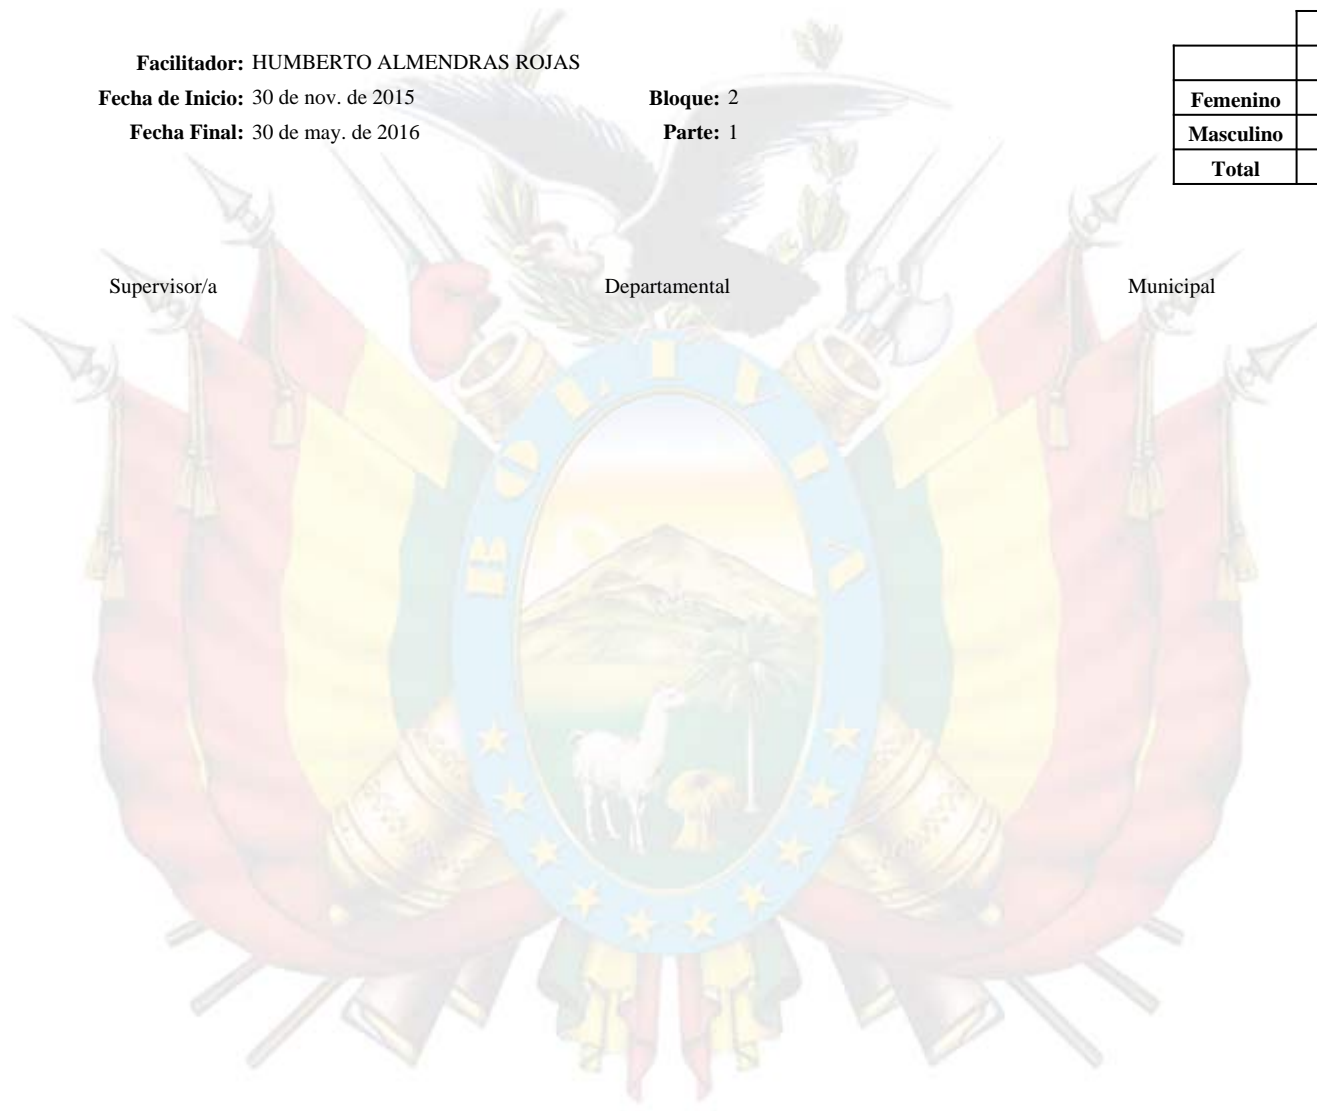 Facilitador: HUMBERTO ALMENDRAS ROJAS
Fecha de Inicio: 30 de nov. de 2015 Bloque: 2
Fecha Final: 30 de may. de 2016 Parte: 1
Femenino
Masculino
Total
Supervisor/a Departamental Municipal
BOLIVIA